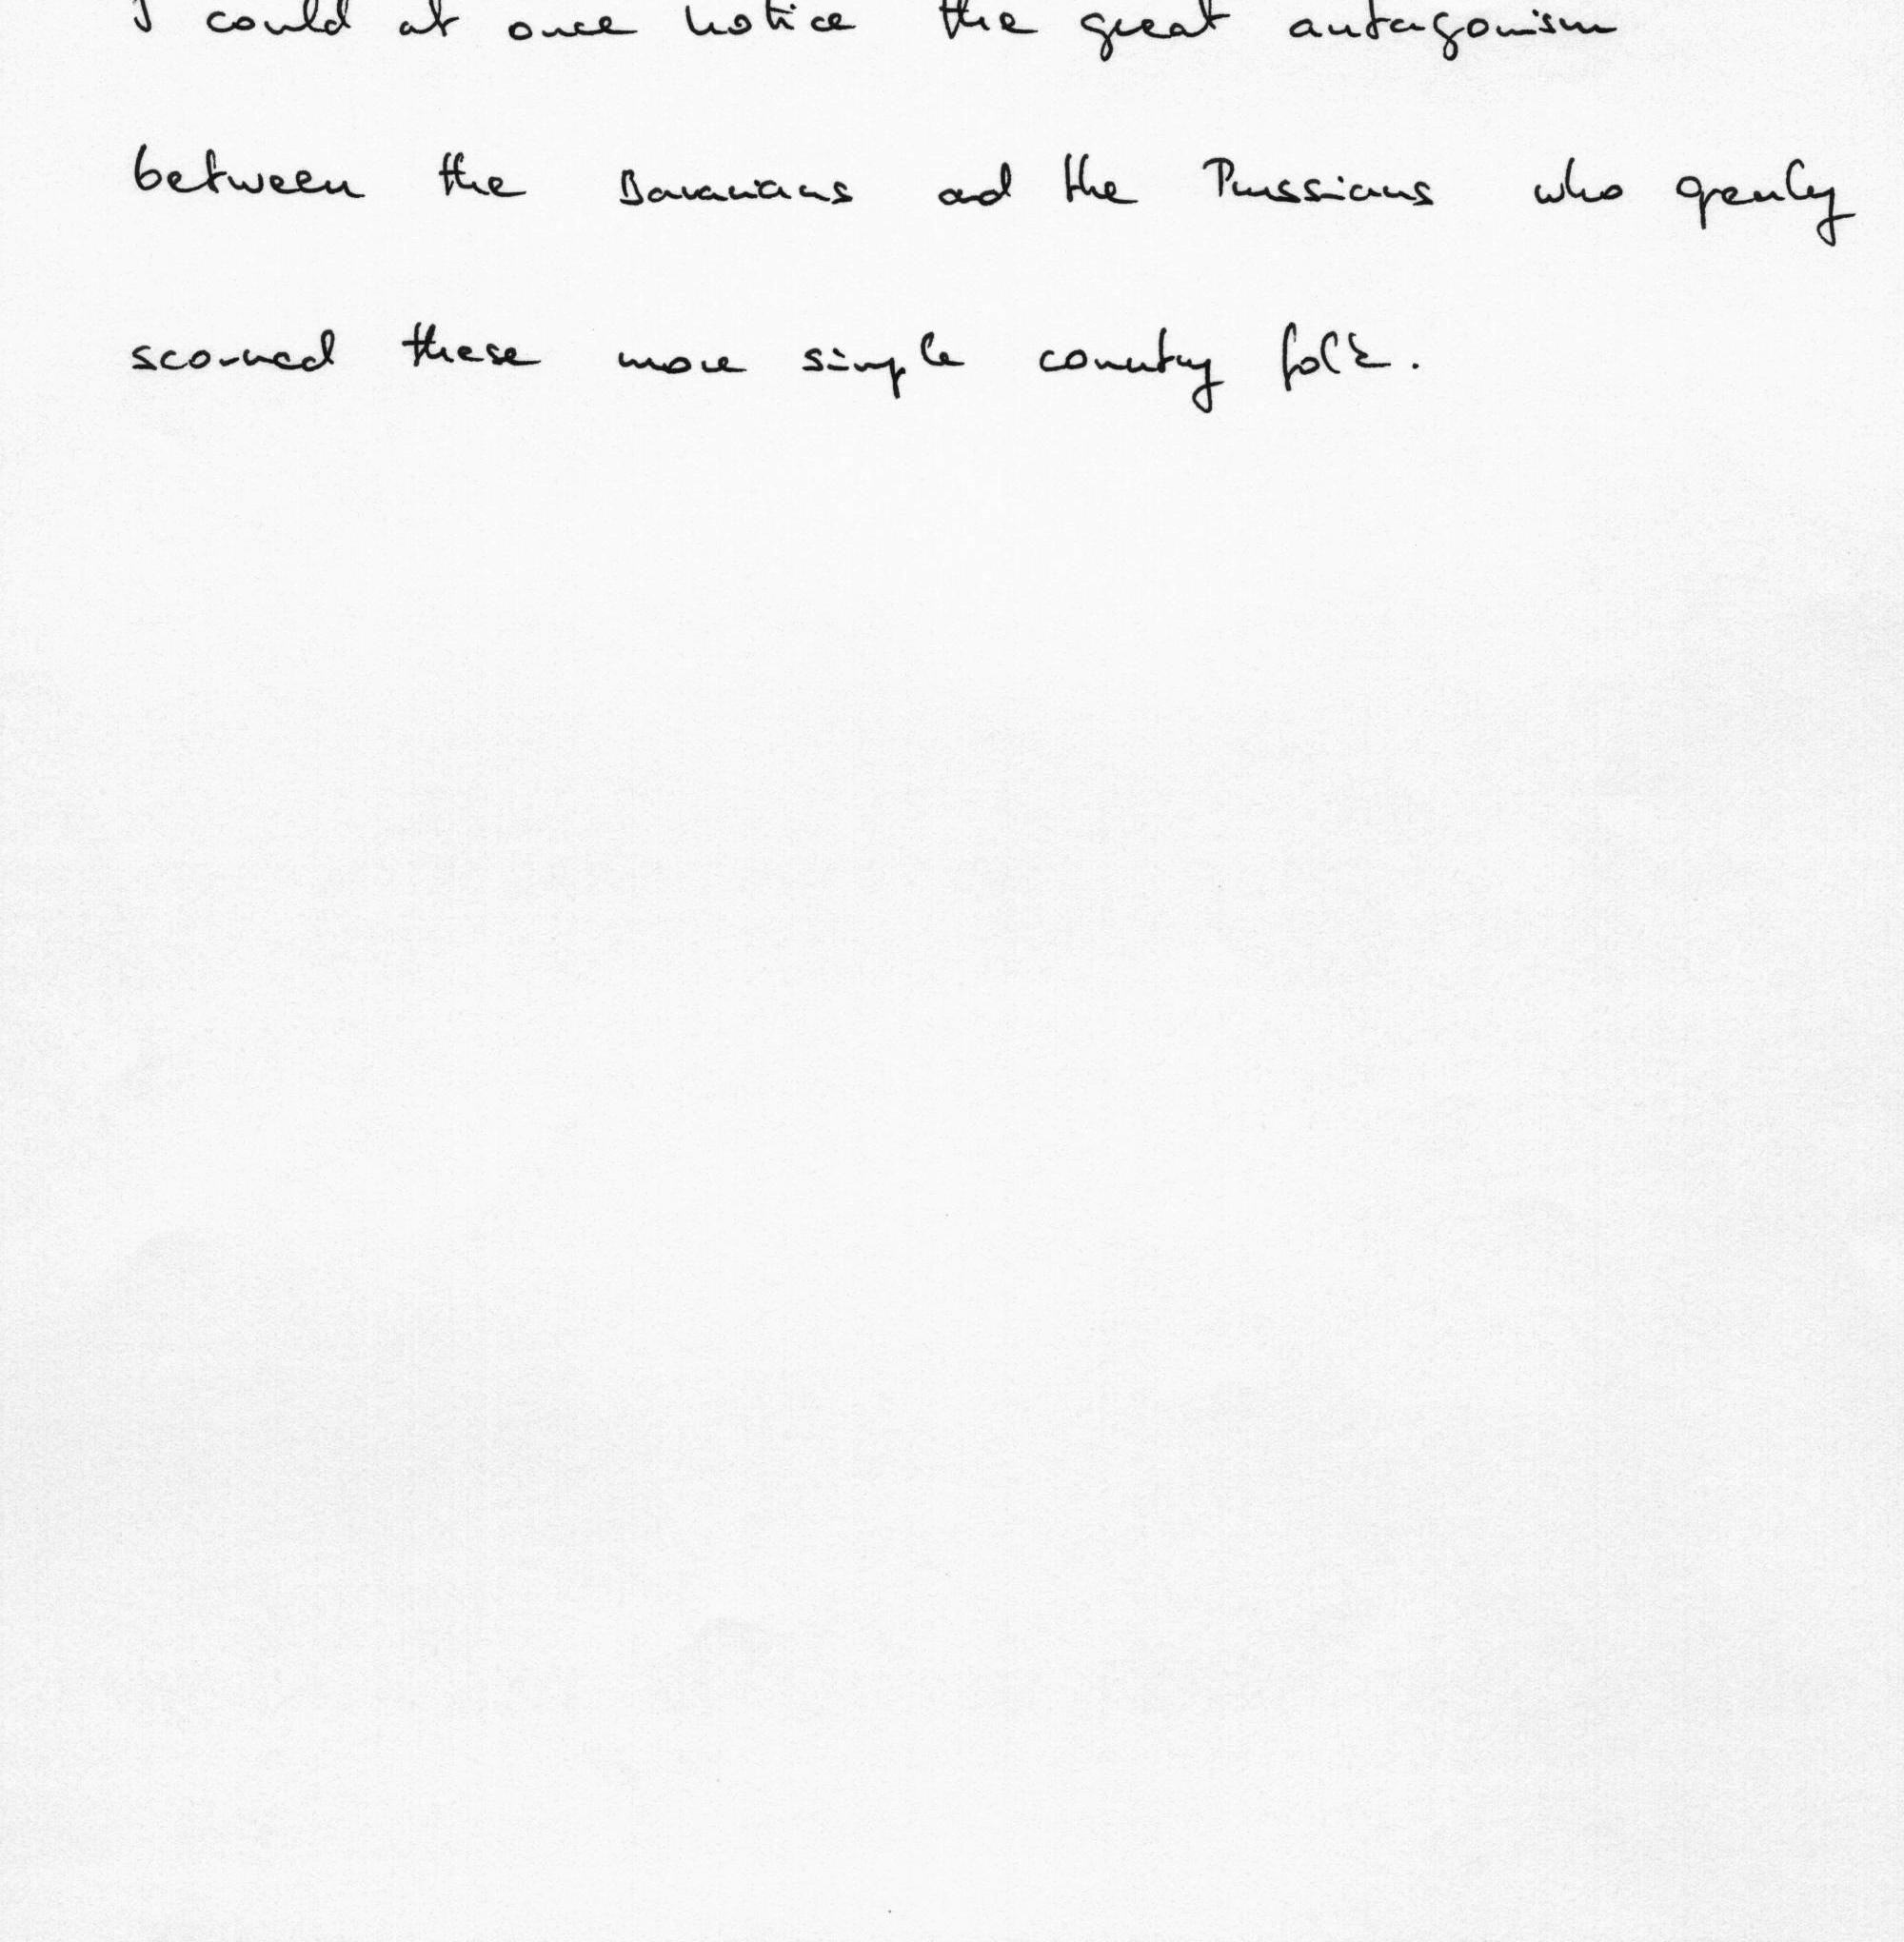 I could at once notice the great antagonism
between the Bavarians and the Prussians who openly
scorned these more simple country folk.